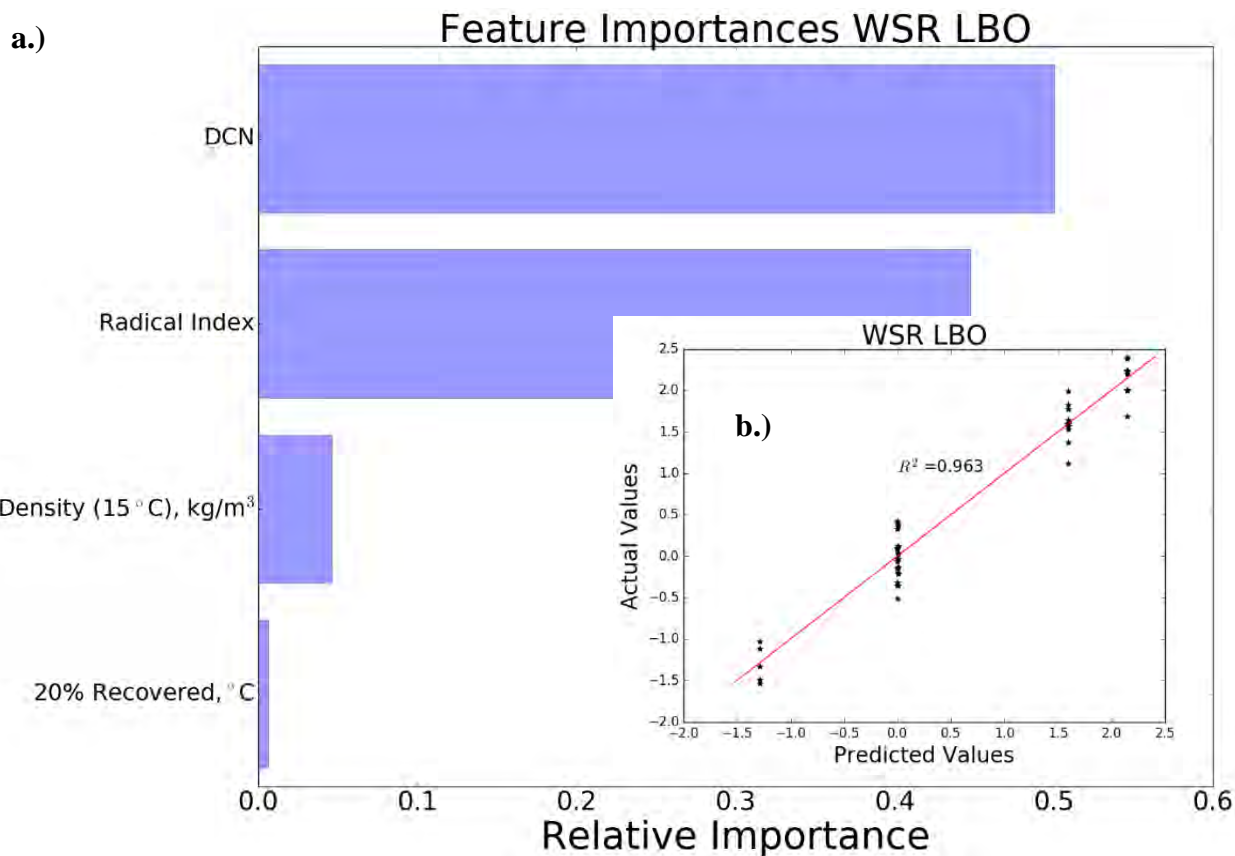 a.)
Feature Importances WSR LBO
DCN
Radical Index
Density (15 °C), kg/m³
20% Recovered, °C
0.0 0.1 0.2 0.3 0.4 0.5 0.6
Relative Importance
WSR LBO
b.)
R² =0.963
2.5
2.0
1.5
1.0
0.5
0.0
−0.5
−1.0
−1.5
−2.0
Actual Values
−2.0 −1.5 −1.0 −0.5 0.0 0.5 1.0 1.5 2.0 2.5
Predicted Values